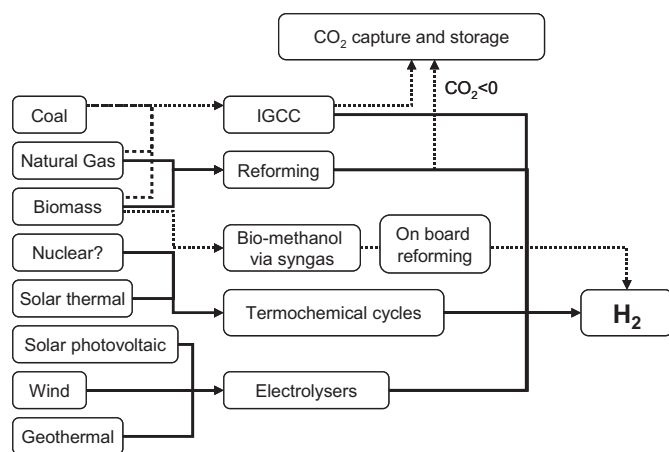 CO₂ capture and storage
CO₂<0
Coal
IGCC
Natural Gas
Reforming
Biomass
Bio-methanol
via syngas
On board
reforming
Nuclear?
Solar thermal
Termochemical cycles
H₂
Solar photovoltaic
Wind
Electrolysers
Geothermal